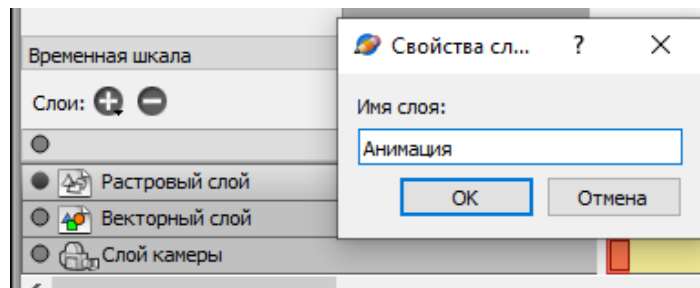 Временная шкала
Слои:
Растровый слой
Векторный слой
Слой камеры
Свойства сл... ?
Имя слоя:
Анимация
OK Отмена